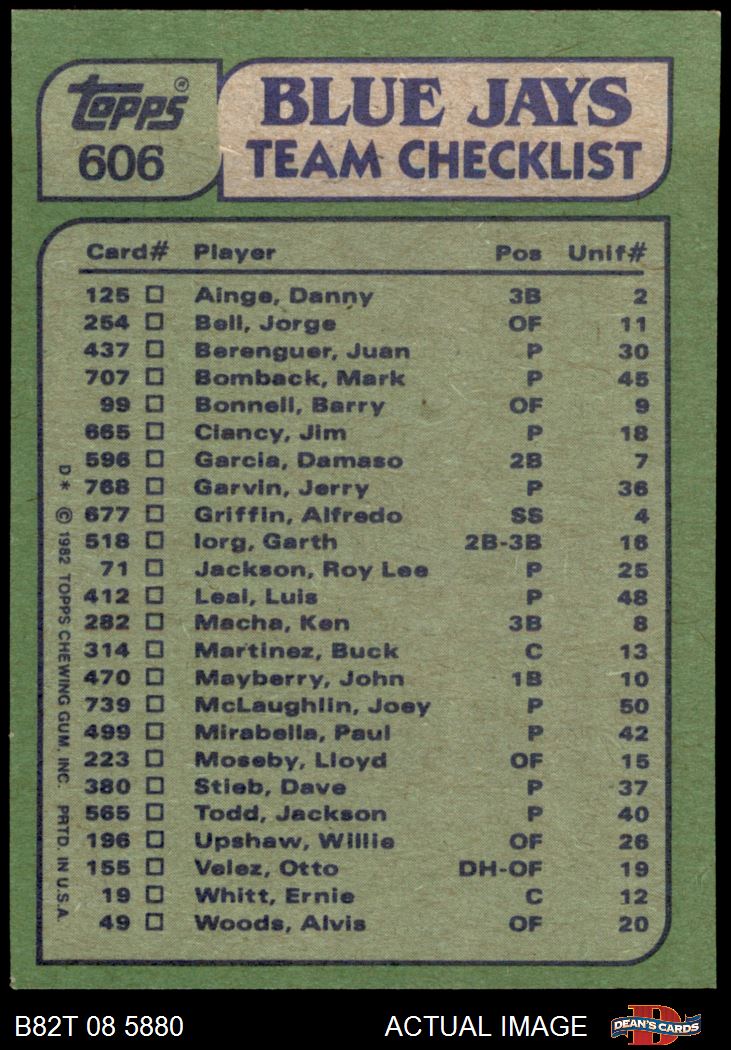 TOPPS®
606
BLUE JAYS
TEAM CHECKLIST
Card# Player Pos Unif#
125 Ainge, Danny 3B 2
254 Bell, Jorge OF 11
437 Berenguer, Juan P 30
707 Bomback, Mark P 45
99 Bonnell, Barry OF 9
665 Clancy, Jim P 18
596 Garcia, Damaso 2B 7
768 Garvin, Jerry P 36
677 Griffin, Alfredo SS 4
518 Iorg, Garth 2B-3B 16
71 Jackson, Roy Lee P 25
412 Leal, Luis P 48
282 Macha, Ken 3B 8
314 Martinez, Buck C 13
470 Mayberry, John 1B 10
739 McLaughlin, Joey P 50
499 Mirabella, Paul P 42
223 Moseby, Lloyd OF 15
380 Stieb, Dave P 37
565 Todd, Jackson P 40
196 Upshaw, Willie OF 26
155 Velez, Otto DH-OF 19
19 Whitt, Ernie C 12
49 Woods, Alvis OF 20
D* © 1982 TOPPS CHEWING GUM, INC. PRTD. IN U.S.A.
B82T 08 5880 ACTUAL IMAGE
D
DEAN'S CARDS